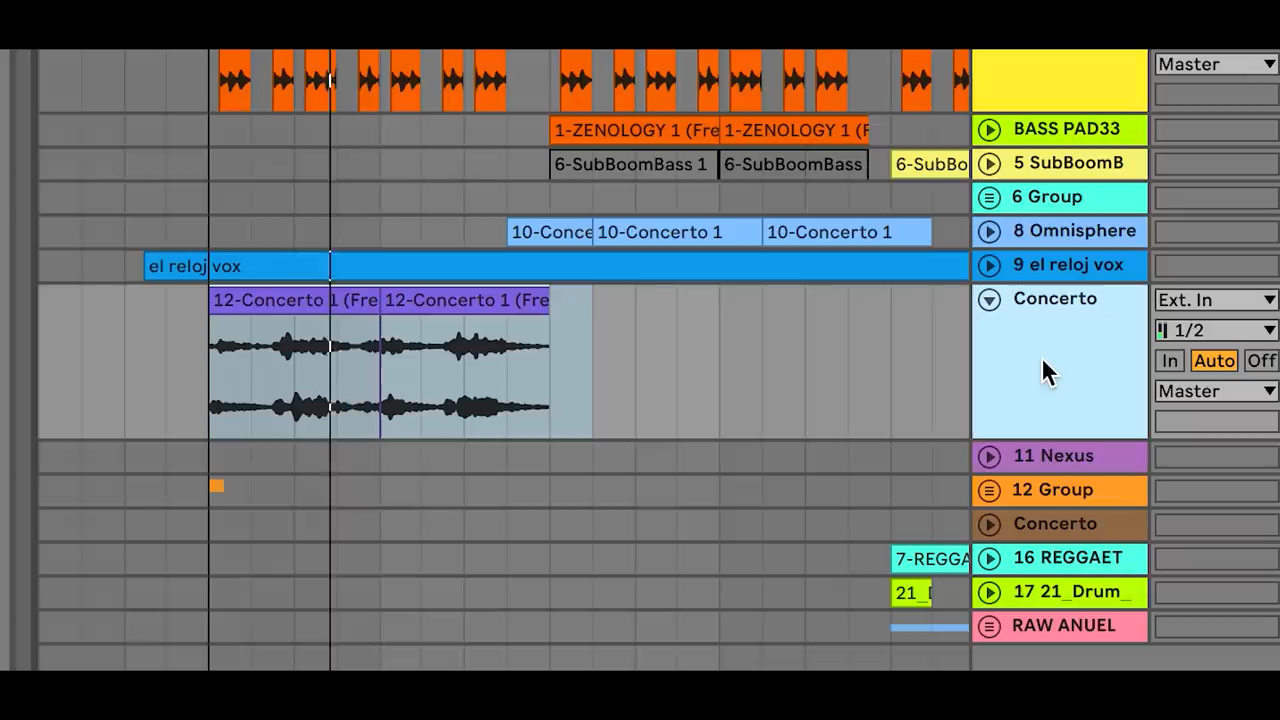 Master
1-ZENOLOGY 1 (Fre 1-ZENOLOGY 1 (F BASS PAD33
6-SubBoomBass 1 6-SubBoomBass 6-SubBo 5 SubBoomB
6 Group
10-Conce 10-Concerto 1 10-Concerto 1 8 Omnisphere
el reloj vox 9 el reloj vox
12-Concerto 1 (Fre 12-Concerto 1 (Fre Concerto Ext. In
1/2
In Auto Off
Master
11 Nexus
12 Group
Concerto
7-REGGA 16 REGGAET
21_ 17 21_Drum_
RAW ANUEL